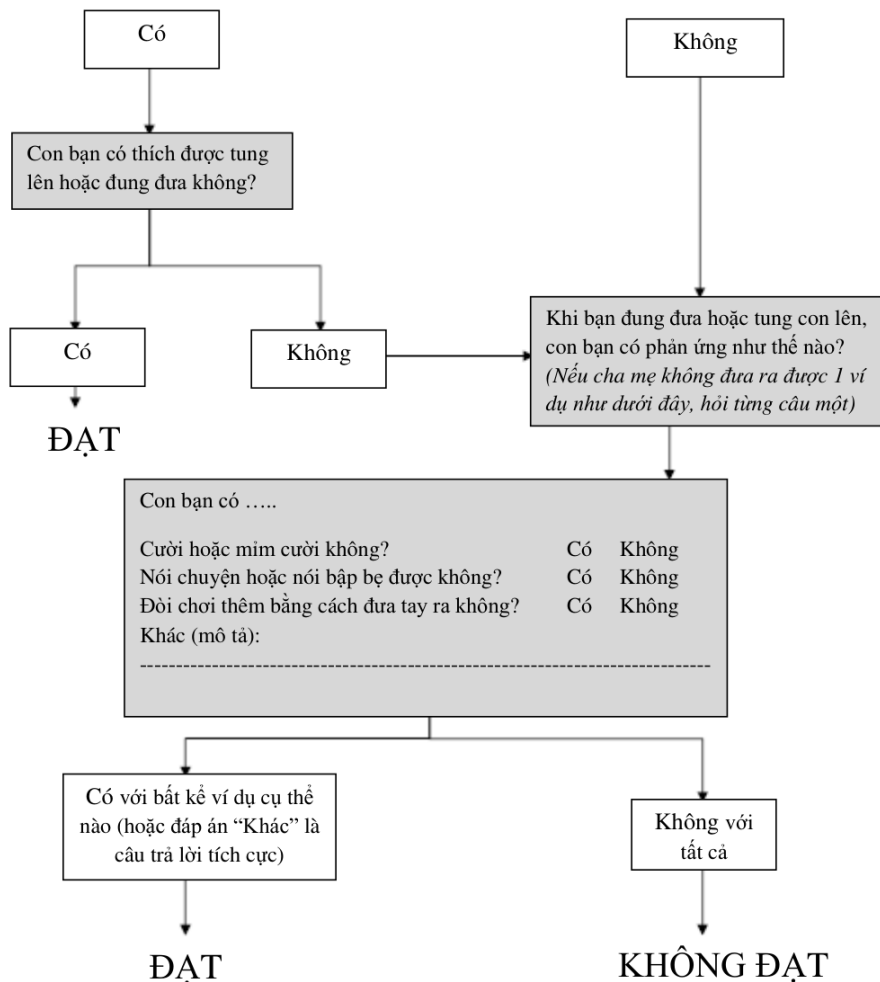 Có
Không
Con bạn có thích được tung
lên hoặc đung đưa không?
Có
Không
Khi bạn đung đưa hoặc tung con lên,
con bạn có phản ứng như thế nào?
(Nếu cha mẹ không đưa ra được 1 ví
dụ như dưới đây, hỏi từng câu một)
ĐẠT
Con bạn có …..
Cười hoặc mỉm cười không? Có Không
Nói chuyện hoặc nói bập bẹ được không? Có Không
Đòi chơi thêm bằng cách đưa tay ra không? Có Không
Khác (mô tả):
Có với bất kể ví dụ cụ thể
nào (hoặc đáp án “Khác” là
câu trả lời tích cực)
Không với
tất cả
ĐẠT
KHÔNG ĐẠT